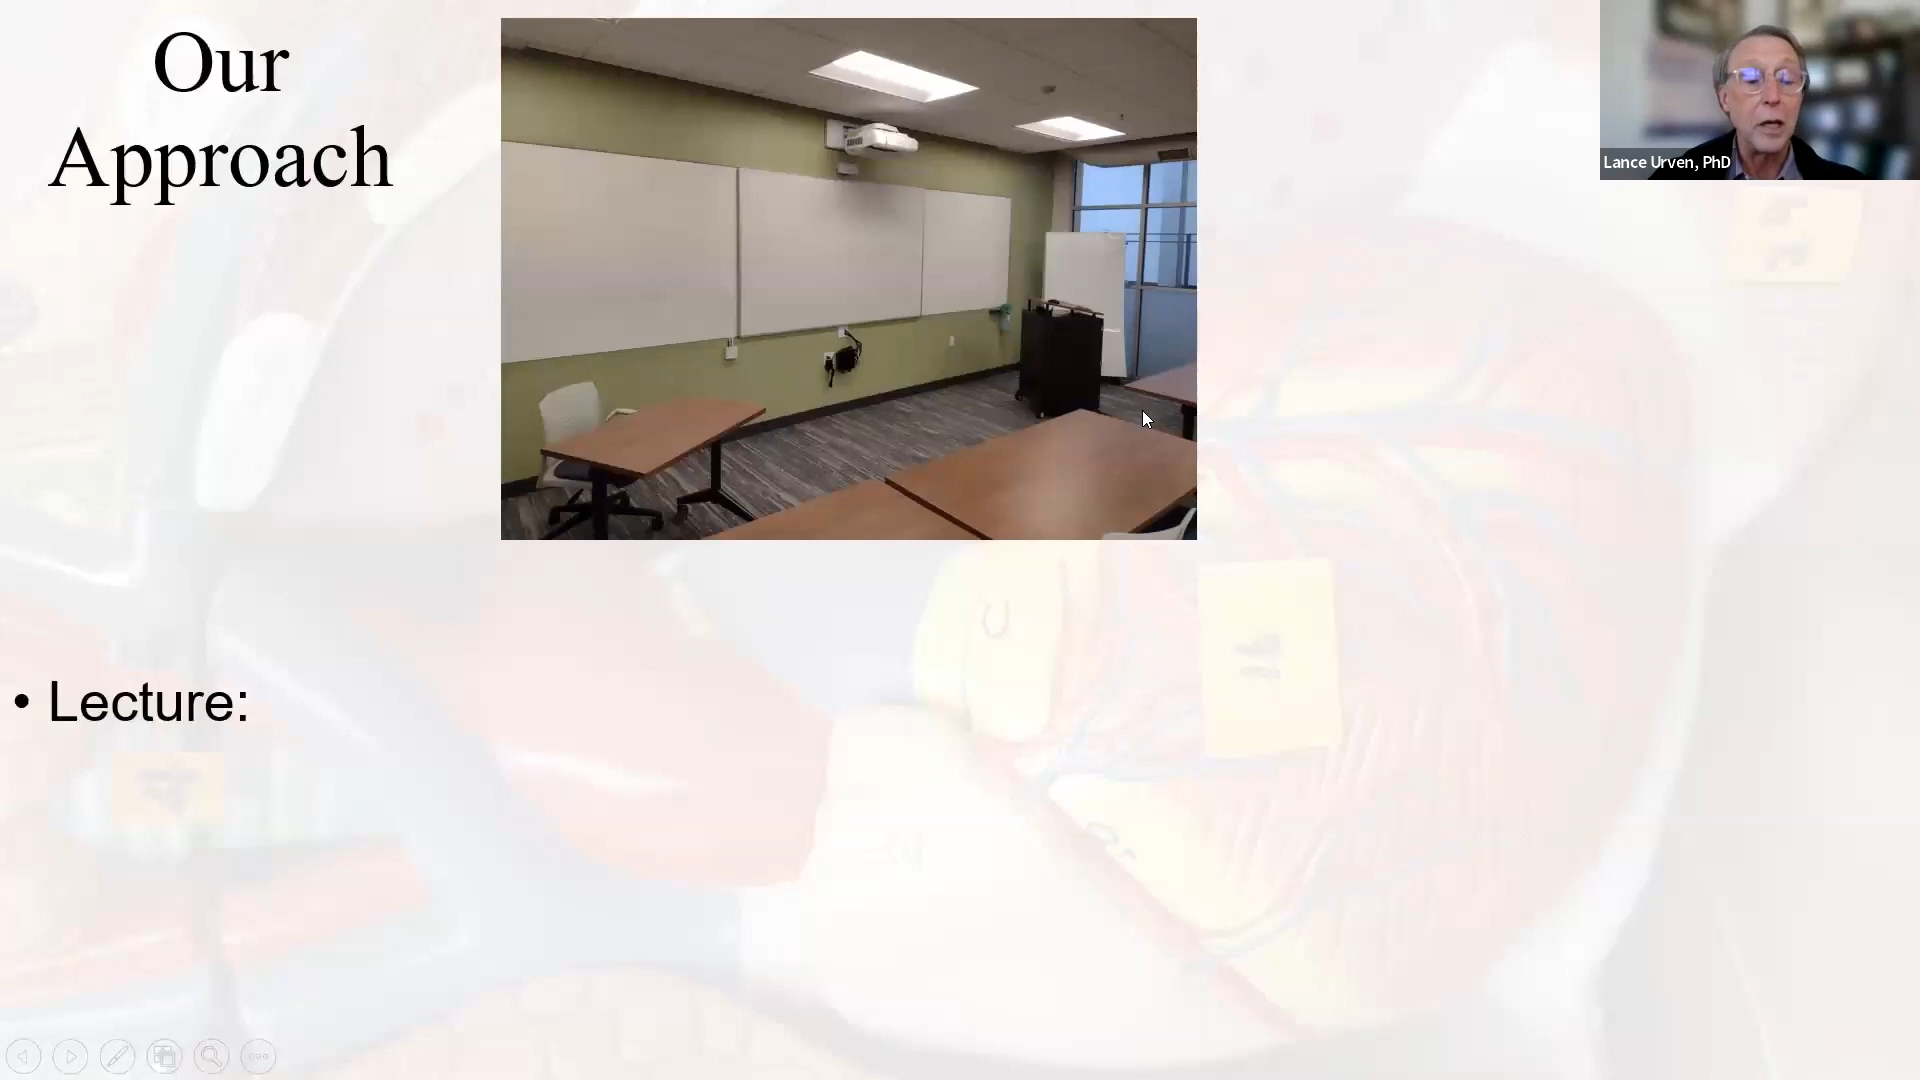 Our
Approach
Lance Urven, PhD
• Lecture: